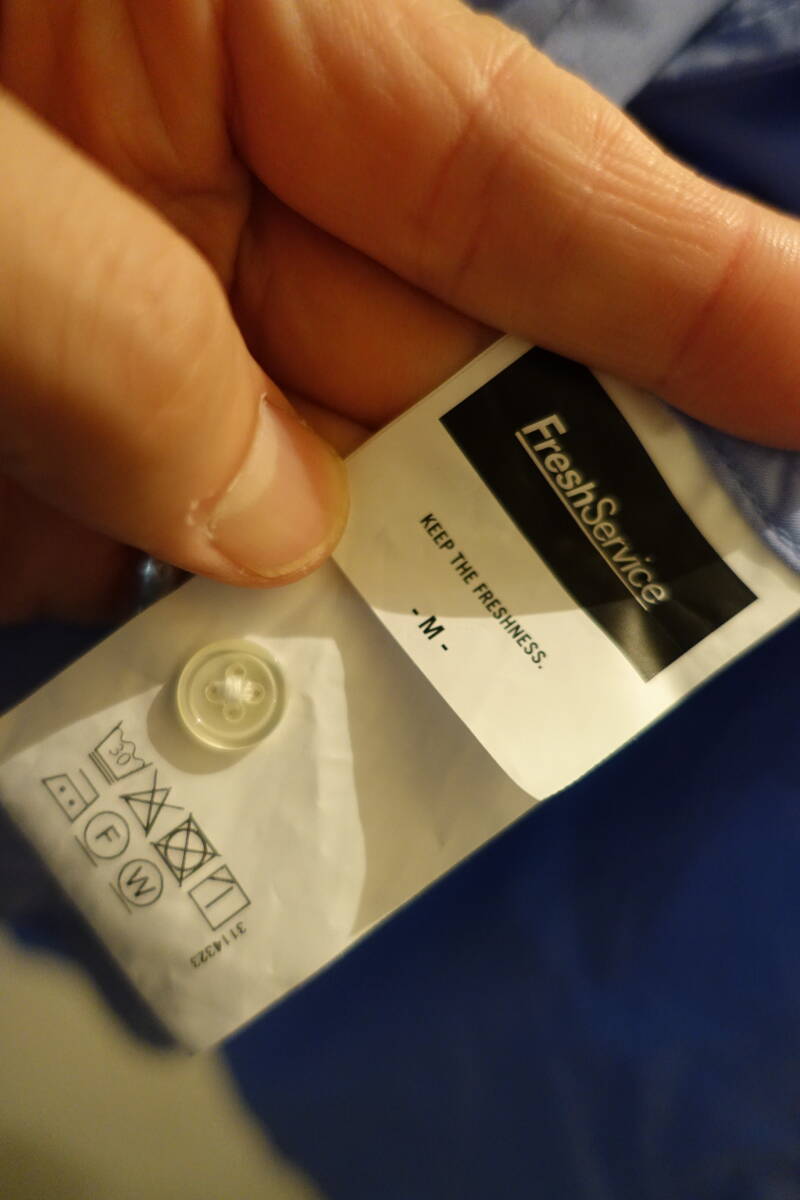 FreshService
KEEP THE FRESHNESS.
- M -
30
F
W
3114323